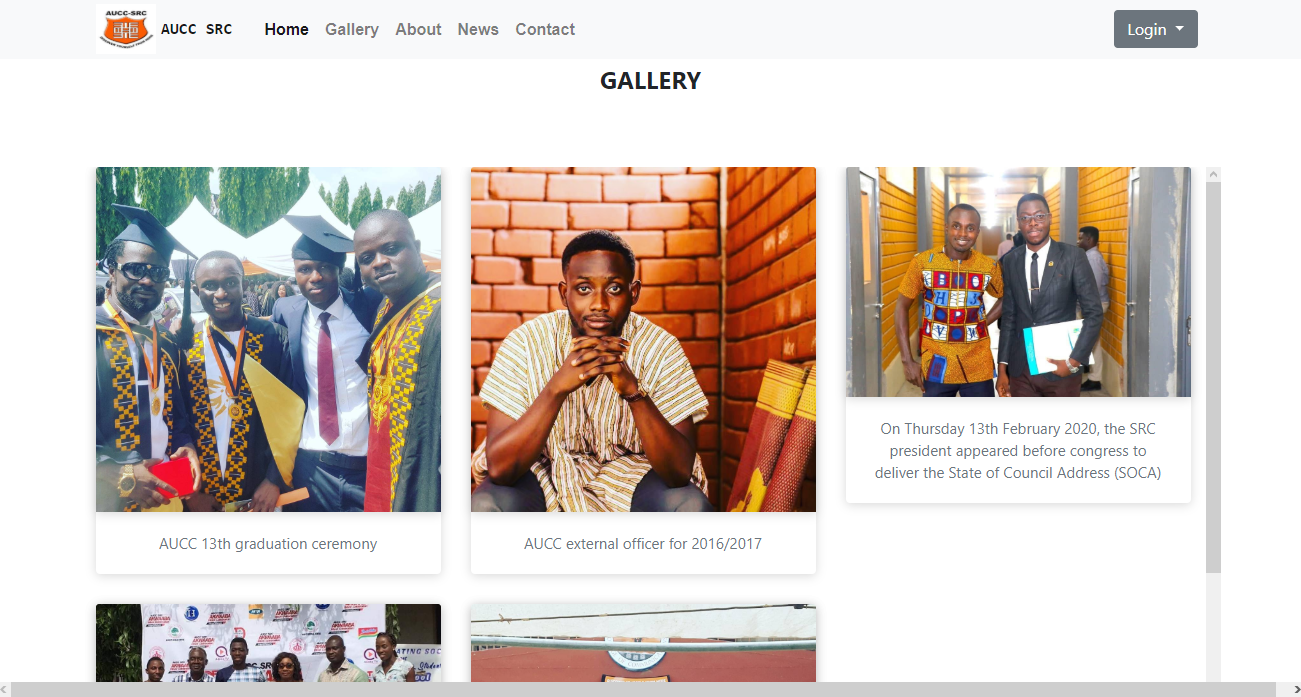 AUCC-SRC
AUCC SRC
Home
Gallery
About
News
Contact
Login
GALLERY
AUCC 13th graduation ceremony
AUCC external officer for 2016/2017
On Thursday 13th February 2020, the SRC
president appeared before congress to
deliver the State of Council Address (SOCA)